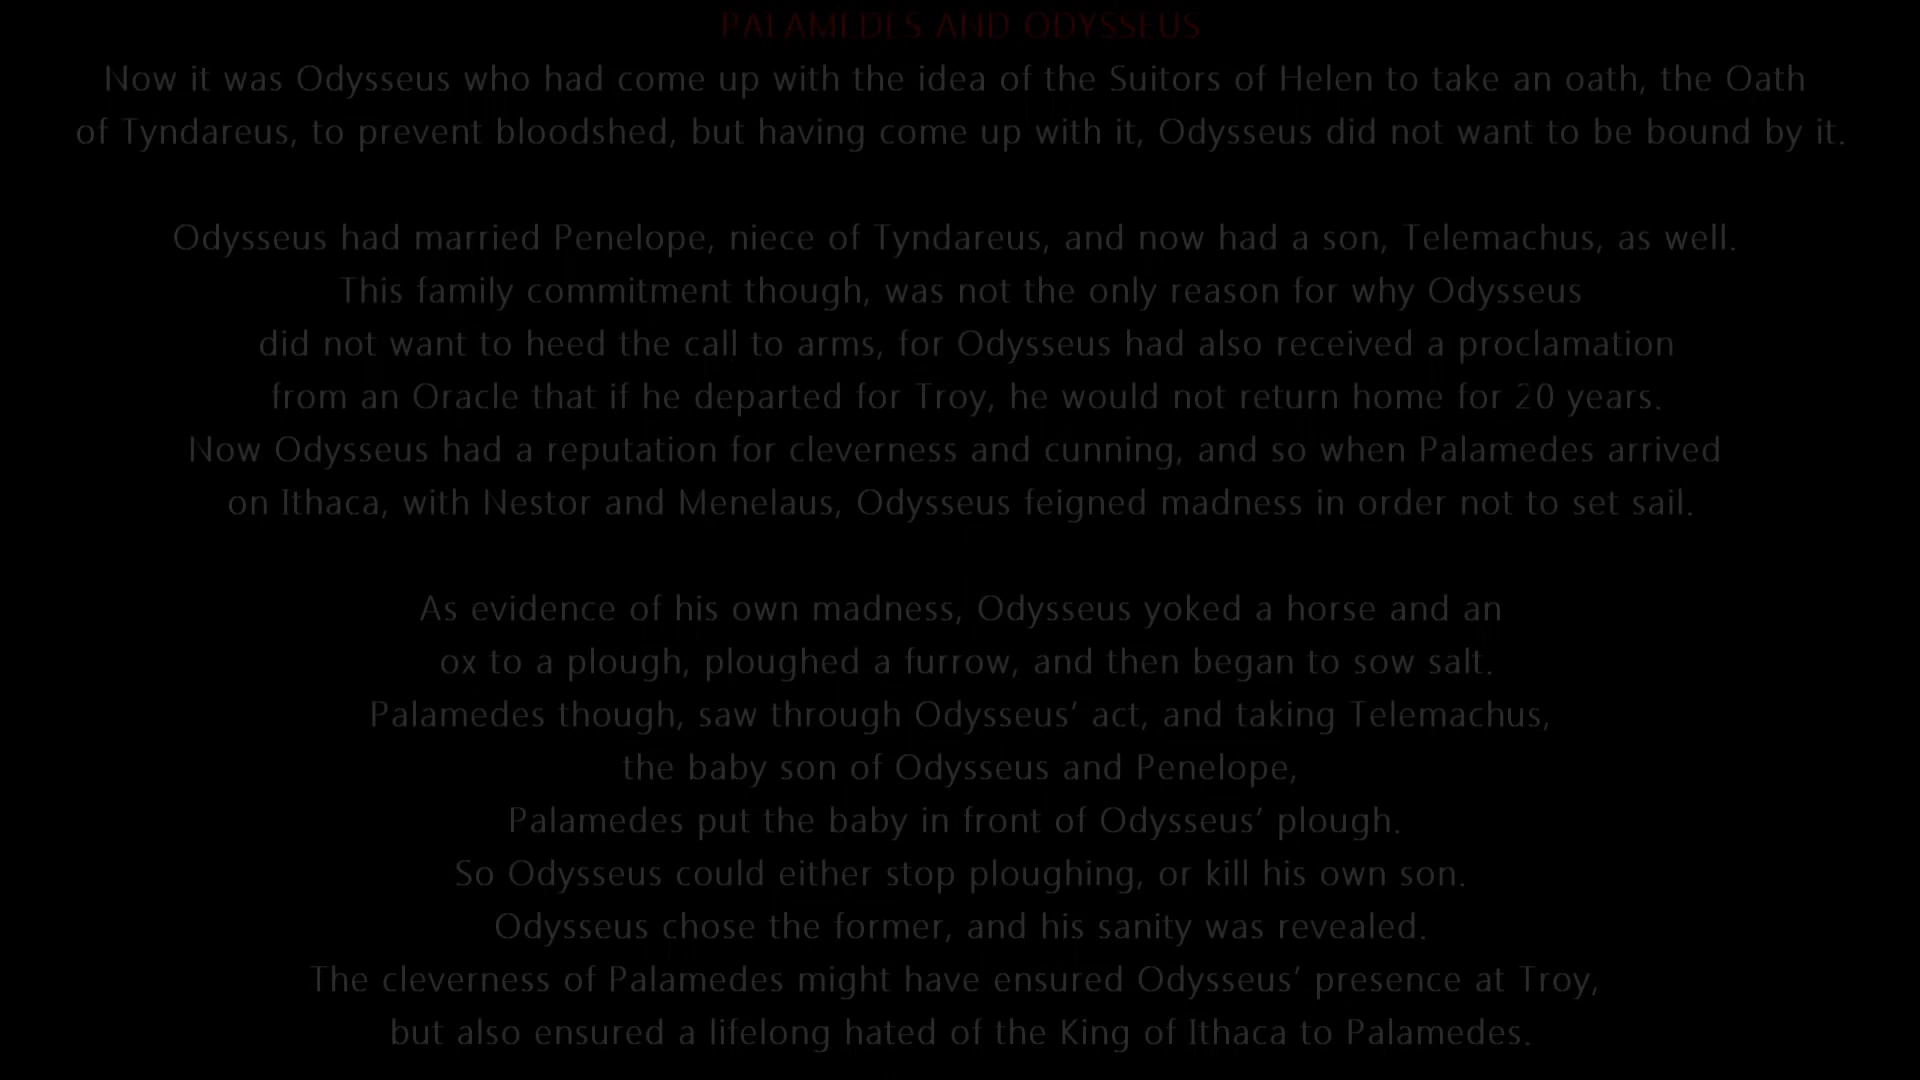 PALAMEDES AND ODYSSEUS
Now it was Odysseus who had come up with the idea of the Suitors of Helen to take an oath, the Oath
of Tyndareus, to prevent bloodshed, but having come up with it, Odysseus did not want to be bound by it.
Odysseus had married Penelope, niece of Tyndareus, and now had a son, Telemachus, as well.
This family commitment though, was not the only reason for why Odysseus
did not want to heed the call to arms, for Odysseus had also received a proclamation
from an Oracle that if he departed for Troy, he would not return home for 20 years.
Now Odysseus had a reputation for cleverness and cunning, and so when Palamedes arrived
on Ithaca, with Nestor and Menelaus, Odysseus feigned madness in order not to set sail.
As evidence of his own madness, Odysseus yoked a horse and an
ox to a plough, ploughed a furrow, and then began to sow salt.
Palamedes though, saw through Odysseus’ act, and taking Telemachus,
the baby son of Odysseus and Penelope,
Palamedes put the baby in front of Odysseus’ plough.
So Odysseus could either stop ploughing, or kill his own son.
Odysseus chose the former, and his sanity was revealed.
The cleverness of Palamedes might have ensured Odysseus’ presence at Troy,
but also ensured a lifelong hated of the King of Ithaca to Palamedes.